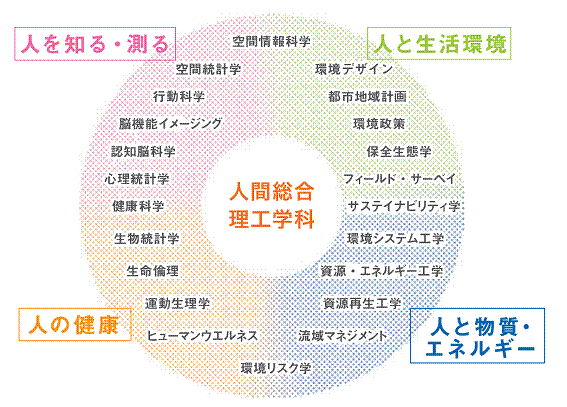 人を知る・測る
人と生活環境
空間情報科学
空間統計学
環境デザイン
行動科学
都市地域計画
脳機能イメージング
環境政策
認知脳科学
保全生態学
心理統計学
フィールド・サーベイ
健康科学
サステイナビリティ学
人間総合
理工学科
生物統計学
環境システム工学
生命倫理
資源・エネルギー工学
運動生理学
資源再生工学
ヒューマンウエルネス
流域マネジメント
環境リスク学
人の健康
人と物質・
エネルギー